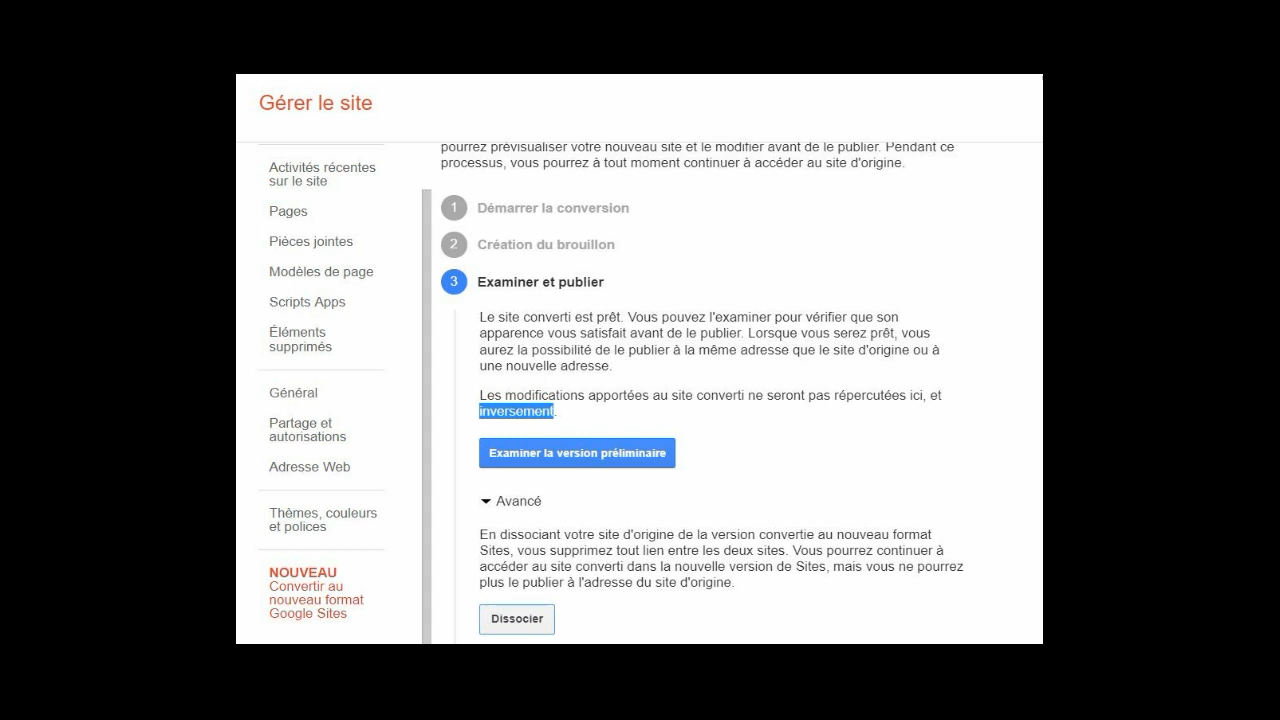 Gérer le site
Activités récentes
sur le site
Pages
Pièces jointes
Modèles de page
Scripts Apps
Éléments
supprimés
Général
Partage et
autorisations
Adresse Web
Thèmes, couleurs
et polices
NOUVEAU
Convertir au
nouveau format
Google Sites
pourrez prévisualiser votre nouveau site et le modifier avant de le publier. Pendant ce
processus, vous pourrez à tout moment continuer à accéder au site d'origine.
1 Démarrer la conversion
2 Création du brouillon
3 Examiner et publier
Le site converti est prêt. Vous pouvez l'examiner pour vérifier que son
apparence vous satisfait avant de le publier. Lorsque vous serez prêt, vous
aurez la possibilité de le publier à la même adresse que le site d'origine ou à
une nouvelle adresse.
Les modifications apportées au site converti ne seront pas répercutées ici, et
inversement.
Examiner la version préliminaire
Avancé
En dissociant votre site d'origine de la version convertie au nouveau format
Sites, vous supprimez tout lien entre les deux sites. Vous pourrez continuer à
accéder au site converti dans la nouvelle version de Sites, mais vous ne pourrez
plus le publier à l'adresse du site d'origine.
Dissocier